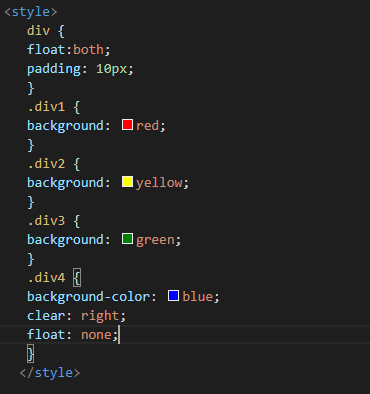 <style>
div {
float:both;
padding: 10px;
}
.div1 {
background: red;
}
.div2 {
background: yellow;
}
.div3 {
background: green;
}
.div4 {
background-color: blue;
clear: right;
float: none;
}
</style>